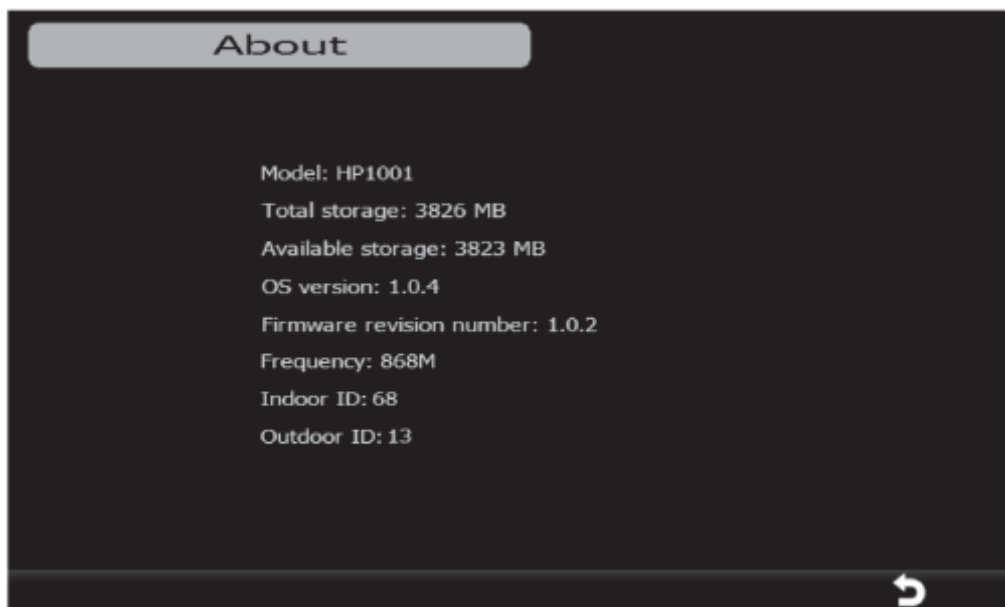 About
Model: HP1001
Total storage: 3826 MB
Available storage: 3823 MB
OS version: 1.0.4
Firmware revision number: 1.0.2
Frequency: 868M
Indoor ID: 68
Outdoor ID: 13